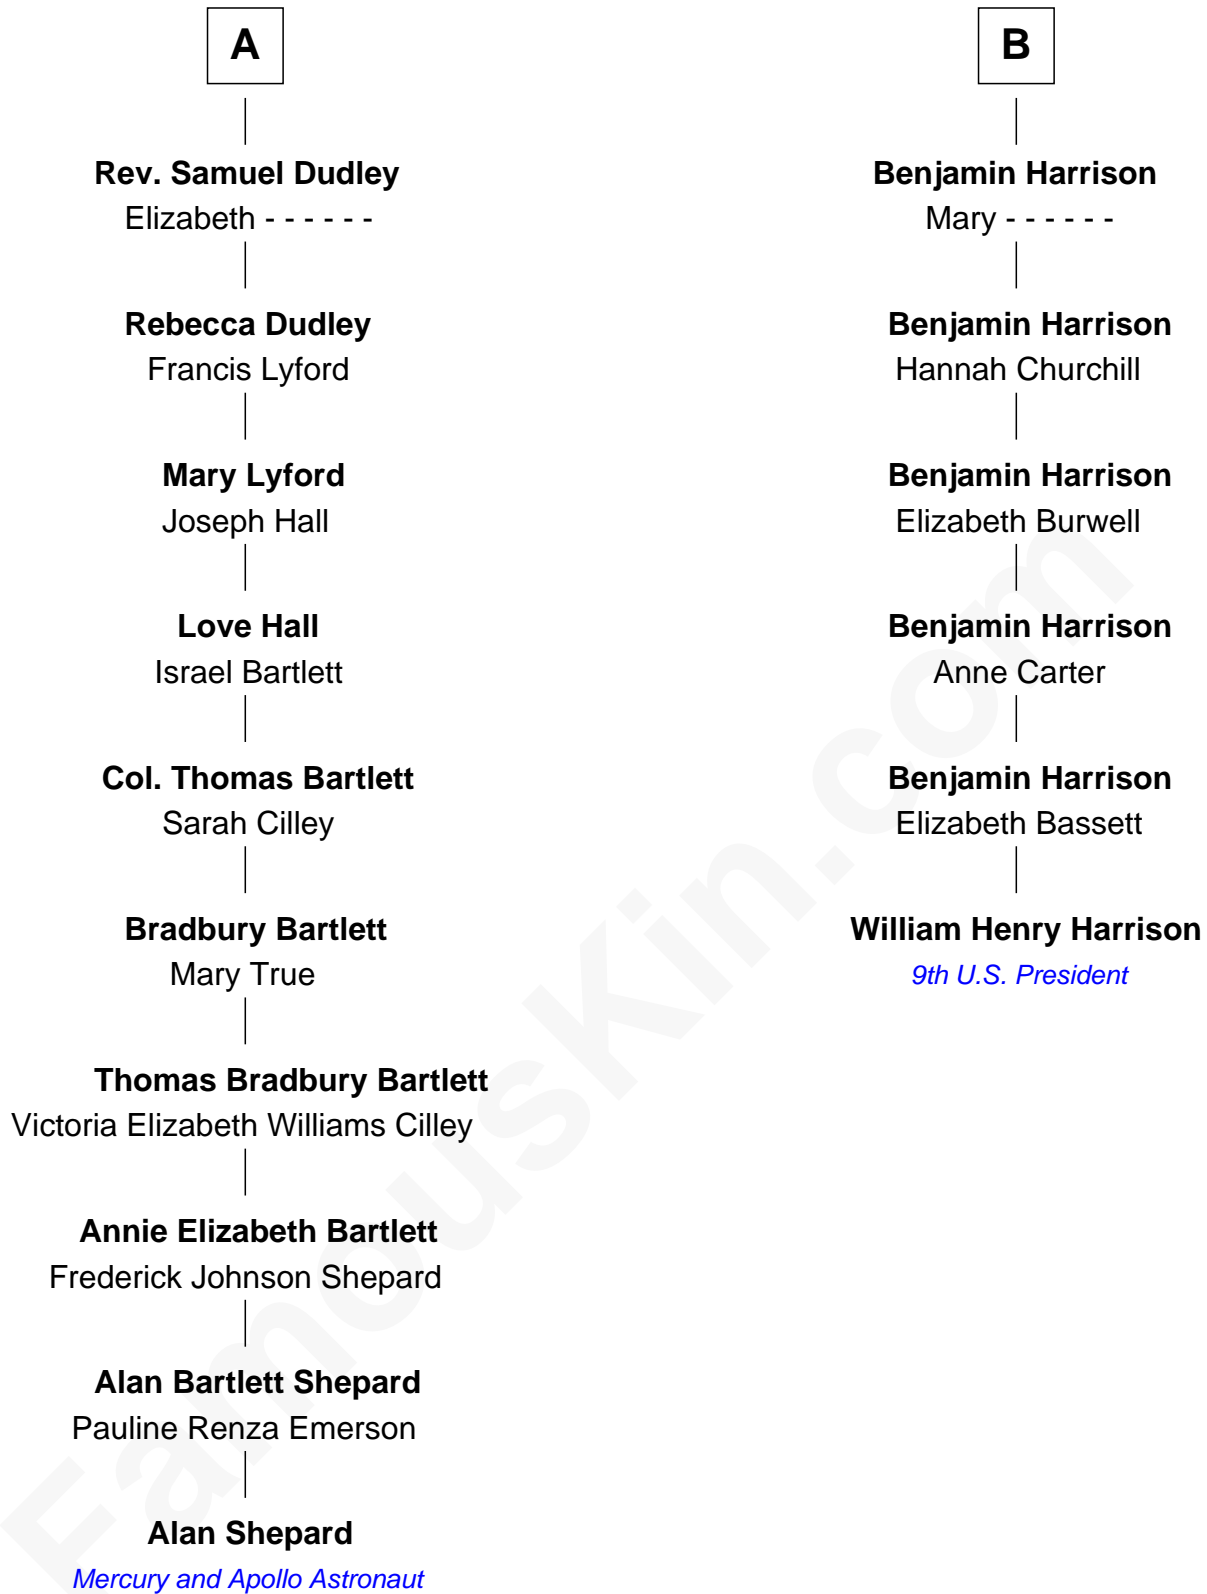 A
Rev. Samuel Dudley
Elizabeth - - - - - -
Rebecca Dudley
Francis Lyford
Mary Lyford
Joseph Hall
Love Hall
Israel Bartlett
Col. Thomas Bartlett
Sarah Cilley
Bradbury Bartlett
Mary True
Thomas Bradbury Bartlett
Victoria Elizabeth Williams Cilley
Annie Elizabeth Bartlett
Frederick Johnson Shepard
Alan Bartlett Shepard
Pauline Renza Emerson
Alan Shepard
Mercury and Apollo Astronaut
B
Benjamin Harrison
Mary - - - - - -
Benjamin Harrison
Hannah Churchill
Benjamin Harrison
Elizabeth Burwell
Benjamin Harrison
Anne Carter
Benjamin Harrison
Elizabeth Bassett
William Henry Harrison
9th U.S. President
FamousKin.com